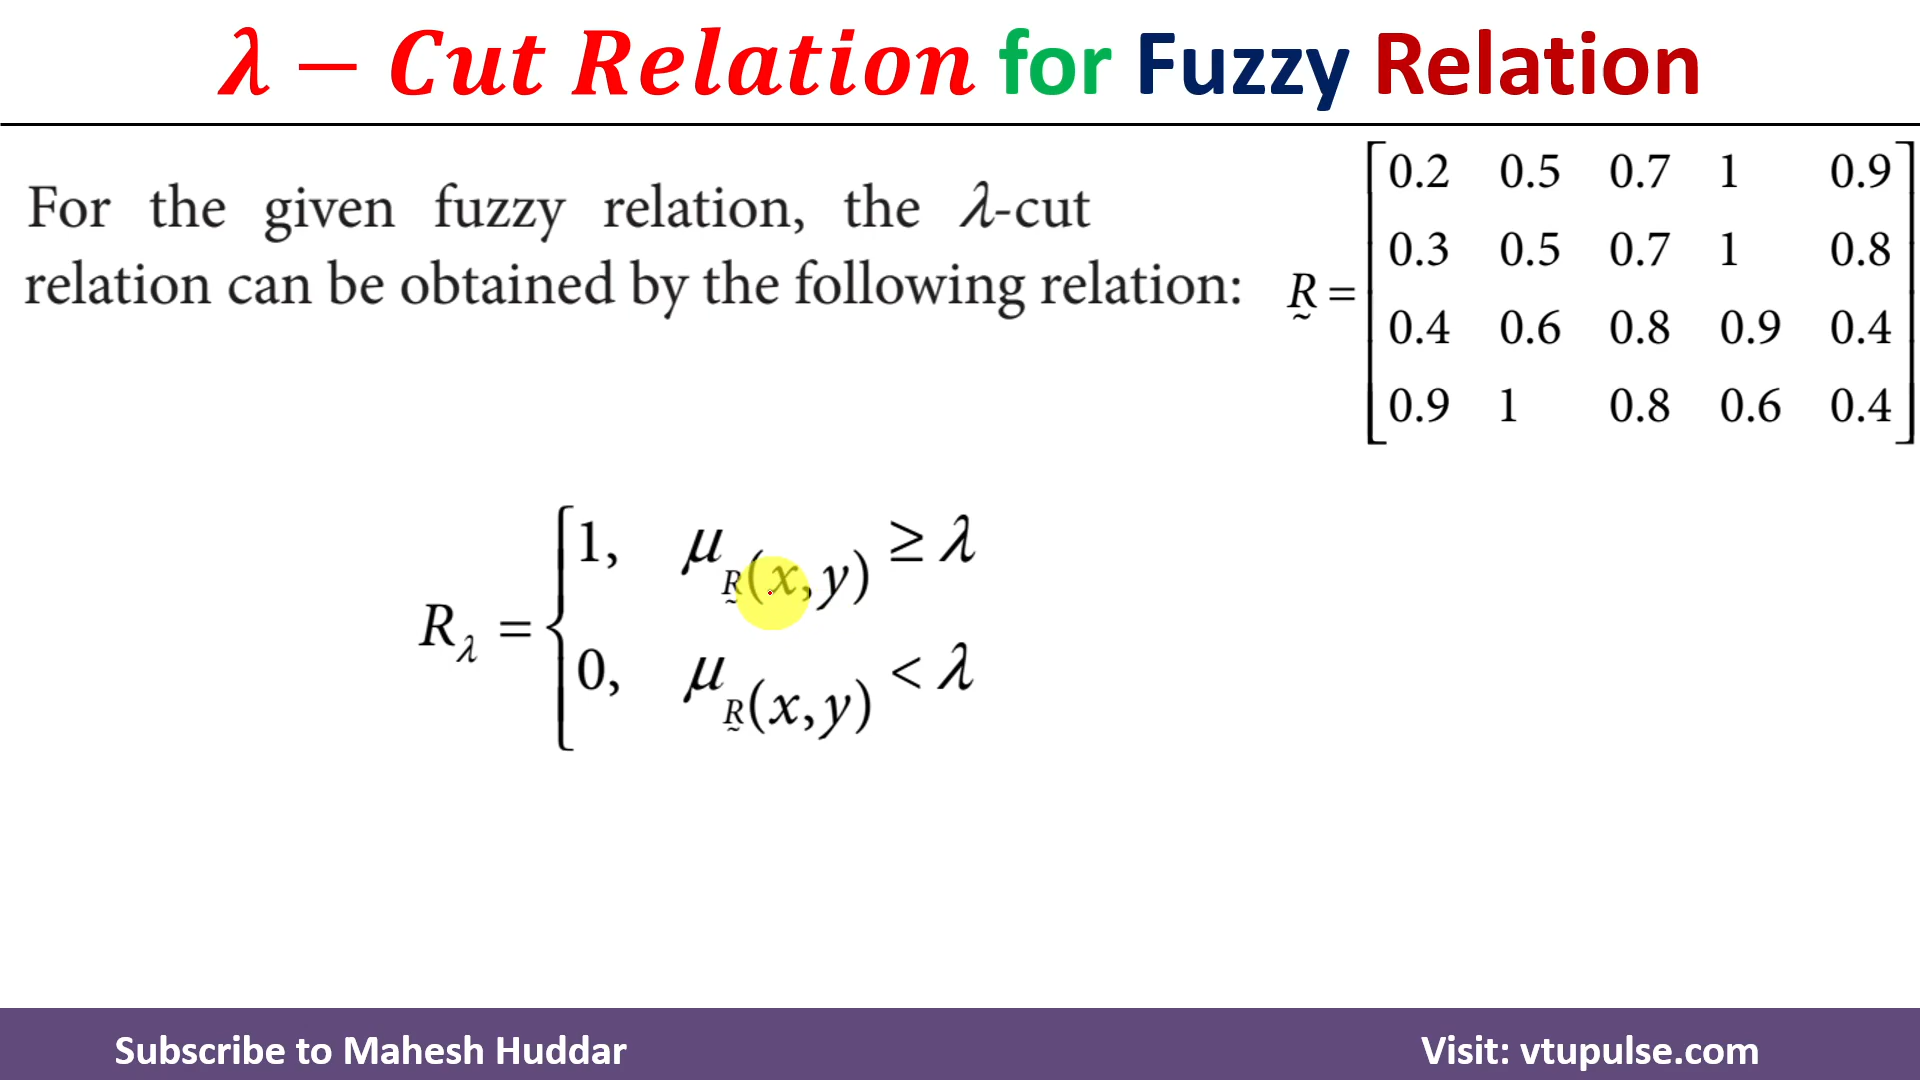 λ − Cut Relation for Fuzzy Relation
For the given fuzzy relation, the λ-cut
relation can be obtained by the following relation:
R̰ = [0.2 0.5 0.7 1 0.9
0.3 0.5 0.7 1 0.8
0.4 0.6 0.8 0.9 0.4
0.9 1 0.8 0.6 0.4]
R_λ = { 1, μ_R̰(x, y) ≥ λ
0, μ_R̰(x, y) < λ
Subscribe to Mahesh Huddar
Visit: vtupulse.com